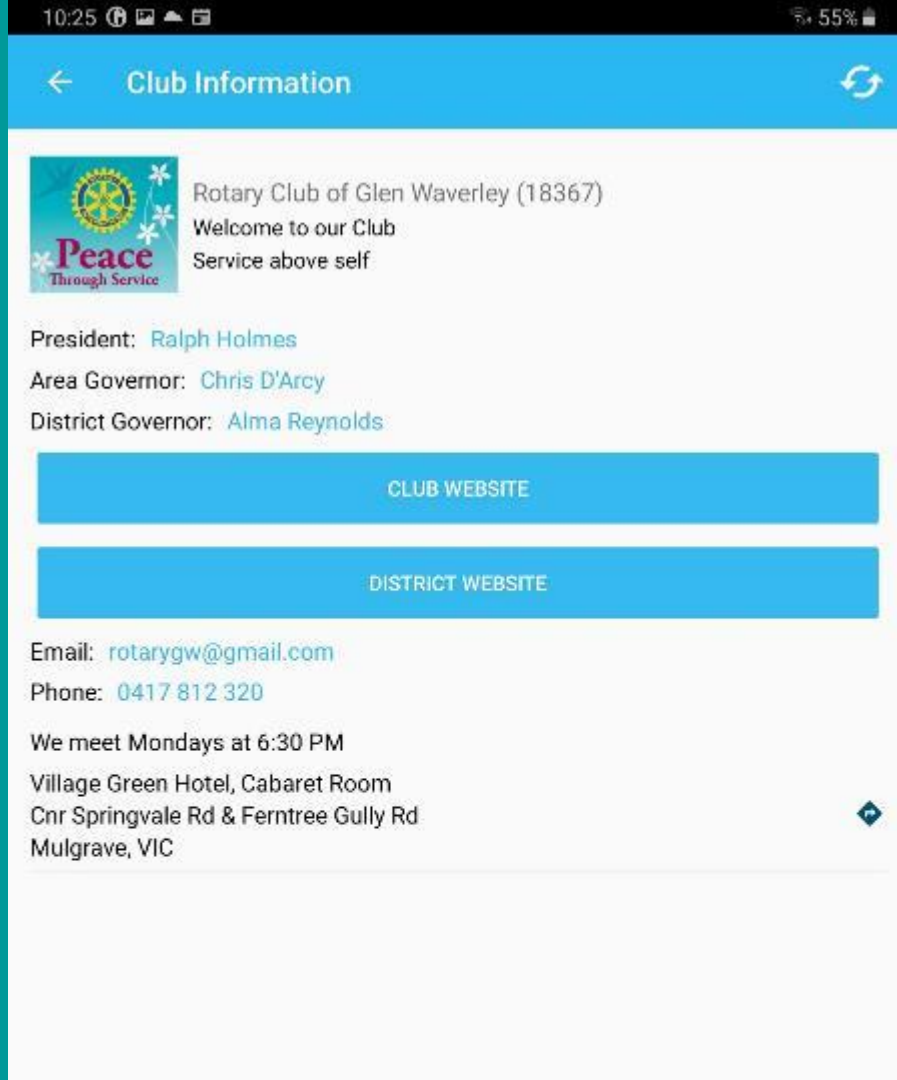 10:25
55%
Club Information
Peace
Through Service
Rotary Club of Glen Waverley (18367)
Welcome to our Club
Service above self
President: Ralph Holmes
Area Governor: Chris D'Arcy
District Governor: Alma Reynolds
CLUB WEBSITE
DISTRICT WEBSITE
Email: rotarygw@gmail.com
Phone: 0417 812 320
We meet Mondays at 6:30 PM
Village Green Hotel, Cabaret Room
Cnr Springvale Rd & Ferntree Gully Rd
Mulgrave, VIC